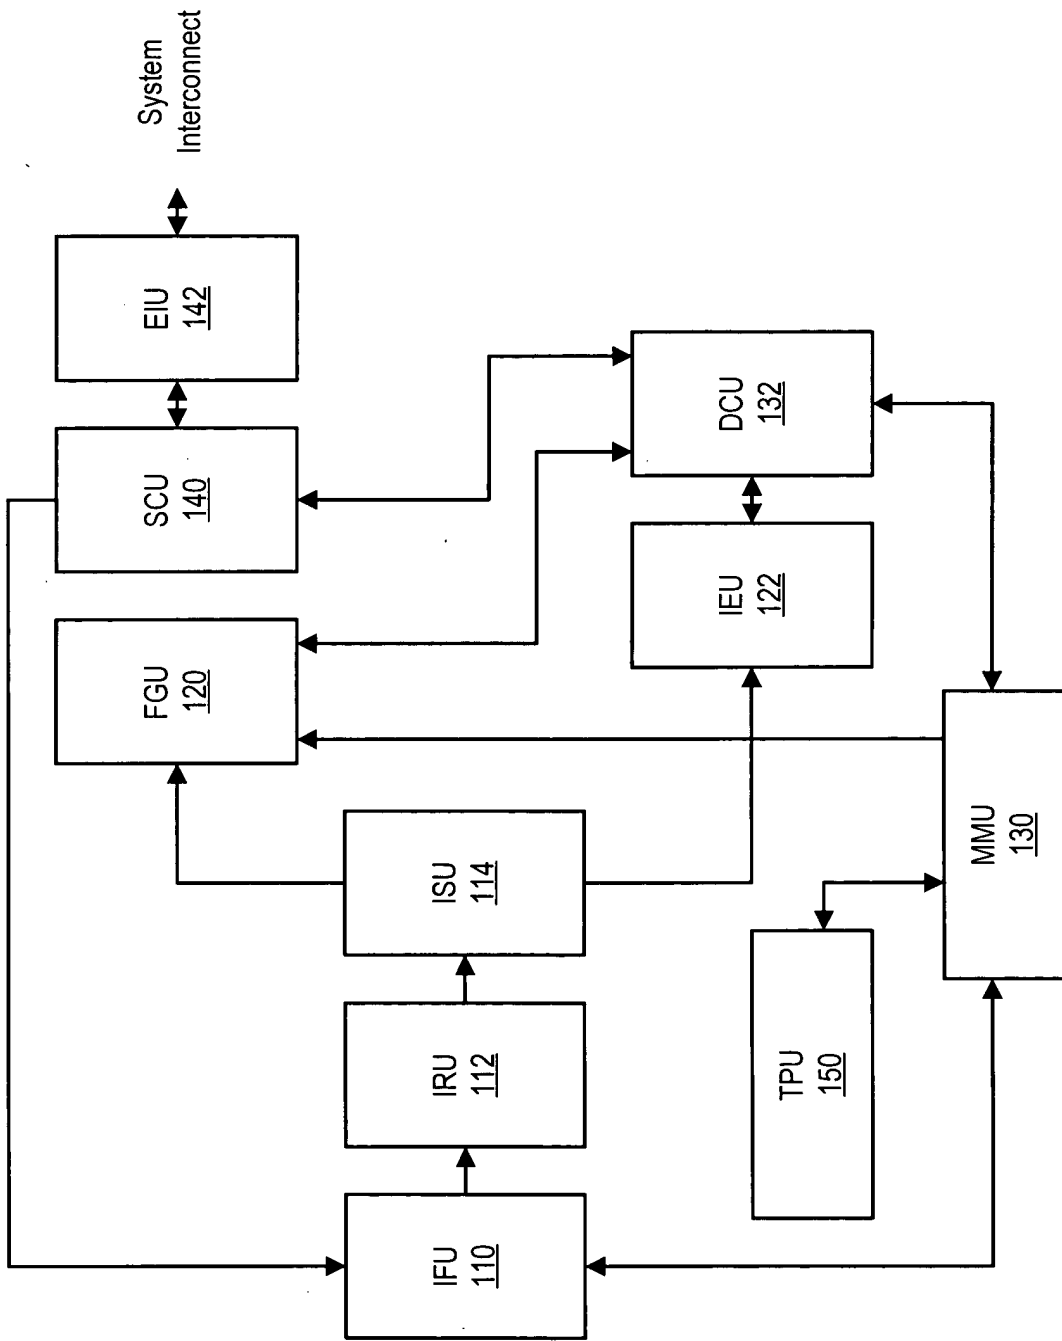 System
Interconnect
EIU
142
SCU
140
FGU
120
DCU
132
IEU
122
ISU
114
IRU
112
IFU
110
TPU
150
MMU
130